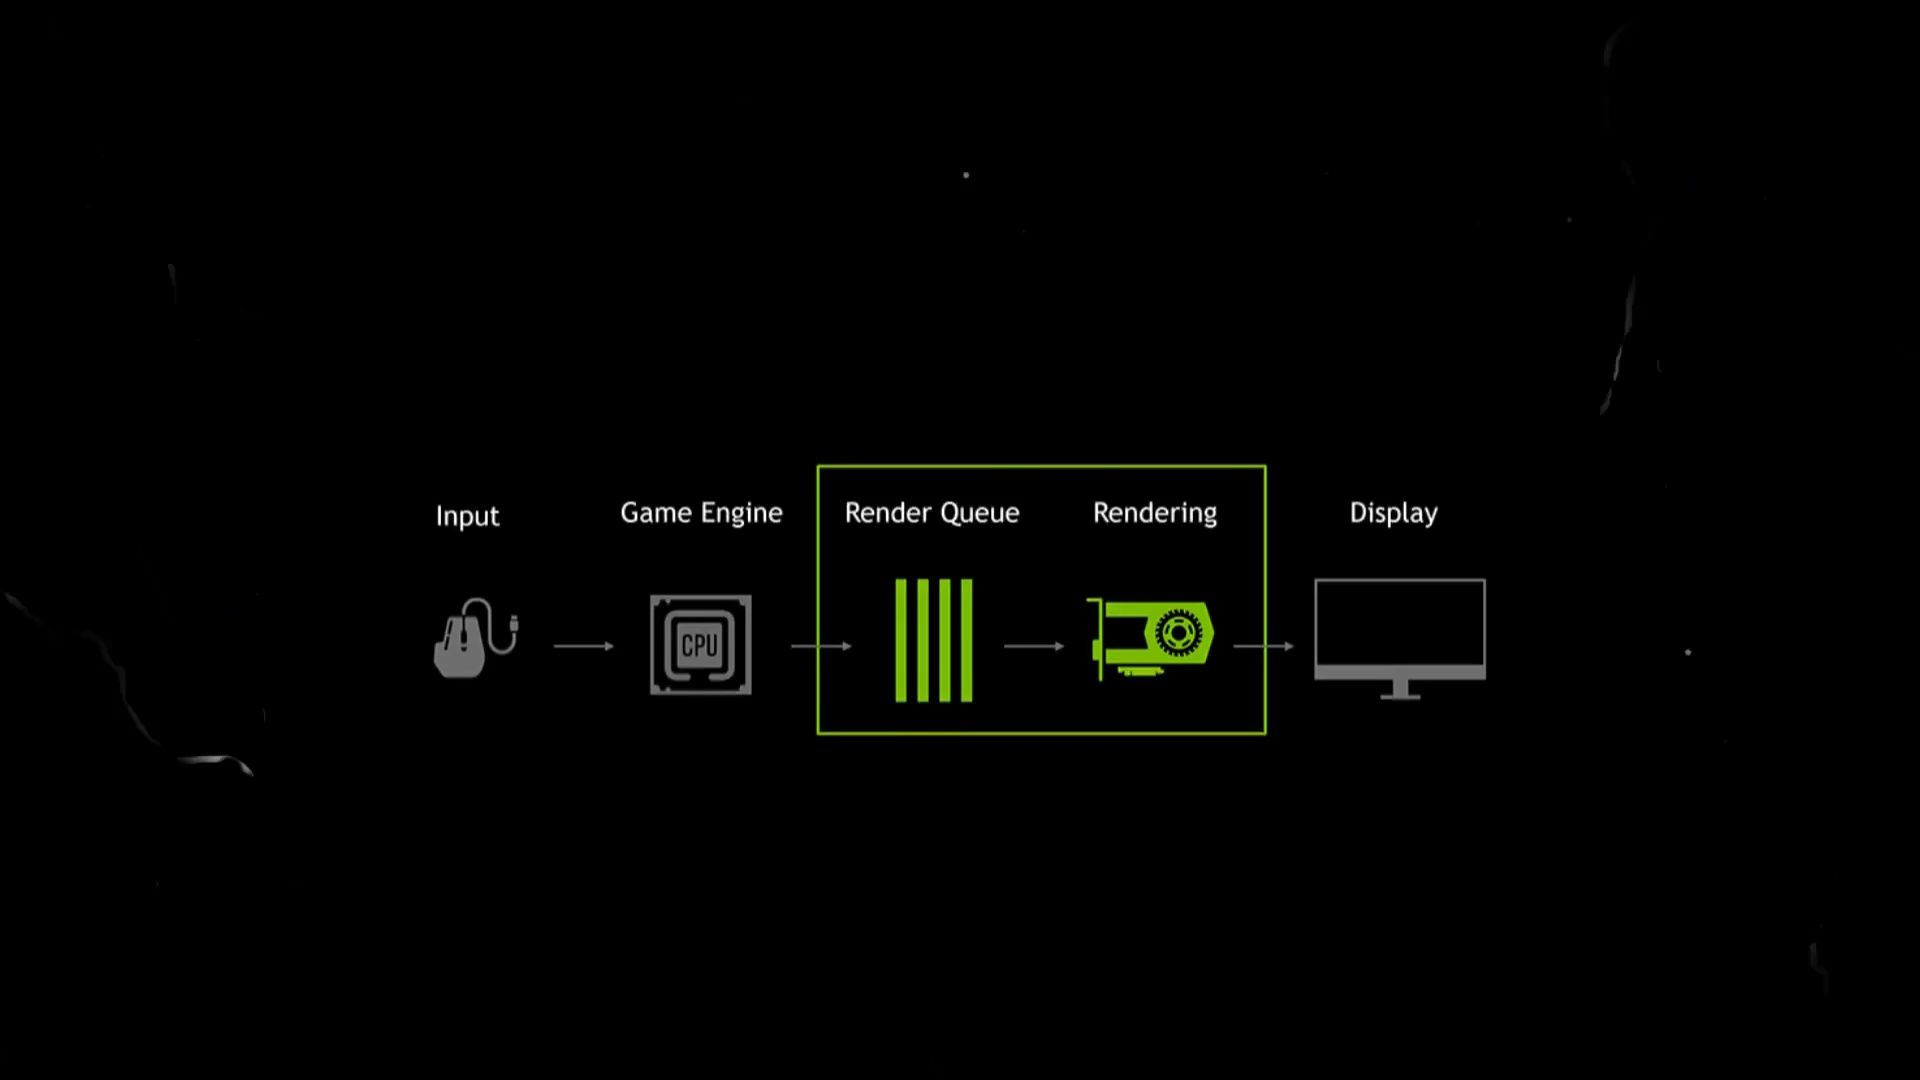 Input
Game Engine
Render Queue
Rendering
Display
CPU